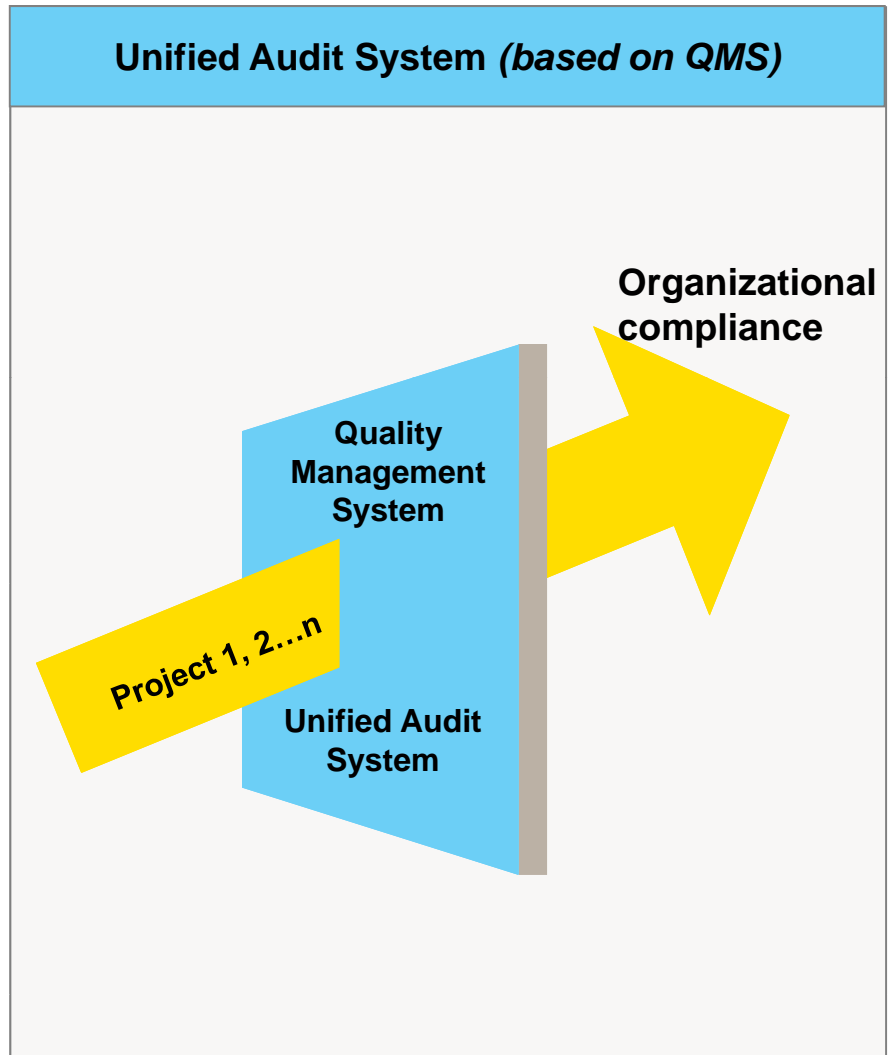 Unified Audit System (based on QMS)
Organizational
compliance
Quality
Management
System
Project 1, 2…n
Unified Audit
System